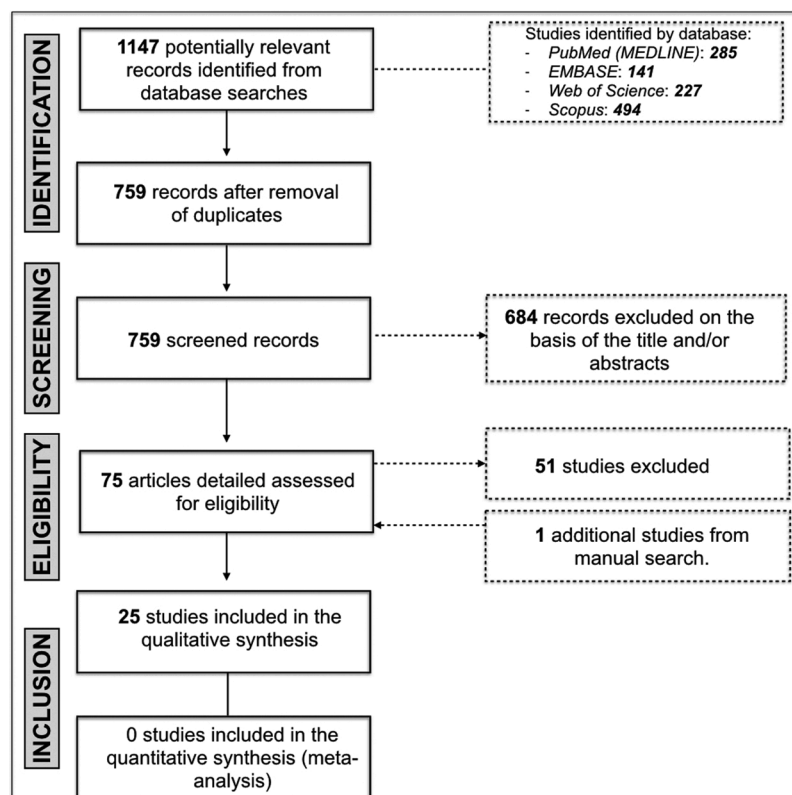 IDENTIFICATION
1147 potentially relevant
records identified from
database searches
Studies identified by database:
- PubMed (MEDLINE): 285
- EMBASE: 141
- Web of Science: 227
- Scopus: 494
759 records after removal
of duplicates
SCREENING
759 screened records
684 records excluded on the
basis of the title and/or
abstracts
ELIGIBILITY
75 articles detailed assessed
for eligibility
51 studies excluded
1 additional studies from
manual search.
INCLUSION
25 studies included in the
qualitative synthesis
0 studies included in the
quantitative synthesis (meta-
analysis)